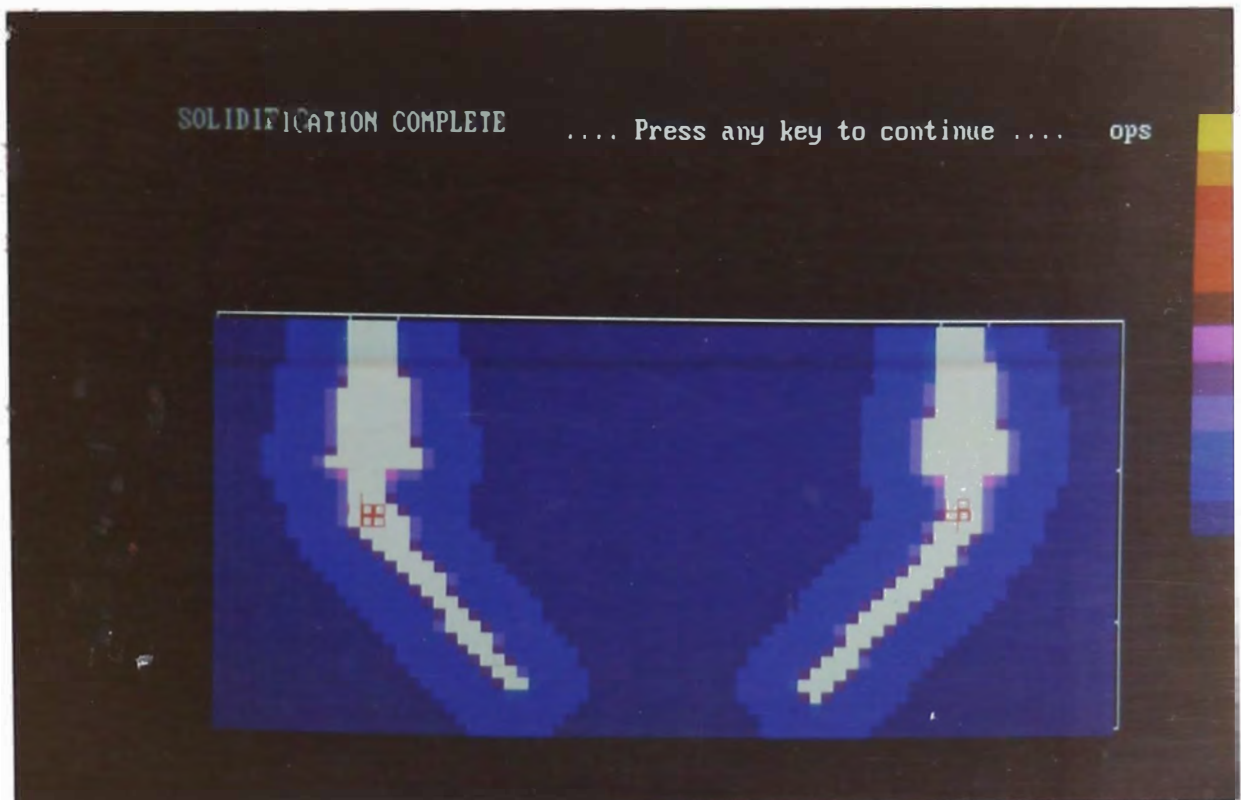 SOLIDIFICATION COMPLETE .... Press any key to continue .... ops